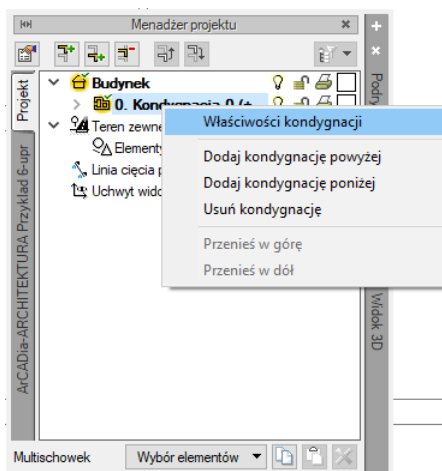 Menadżer projektu
Projekt
ArCADia-ARCHITEKTURA Przykład 6-upr
Budynek
0. Kondygnacja 0 (+
Teren zewnę
Elementy
Linia cięcia p
Uchwyt wido
Właściwości kondygnacji
Dodaj kondygnację powyżej
Dodaj kondygnację poniżej
Usuń kondygnację
Przenieś w górę
Przenieś w dół
Podry
Widok 3D
Multischowek
Wybór elementów